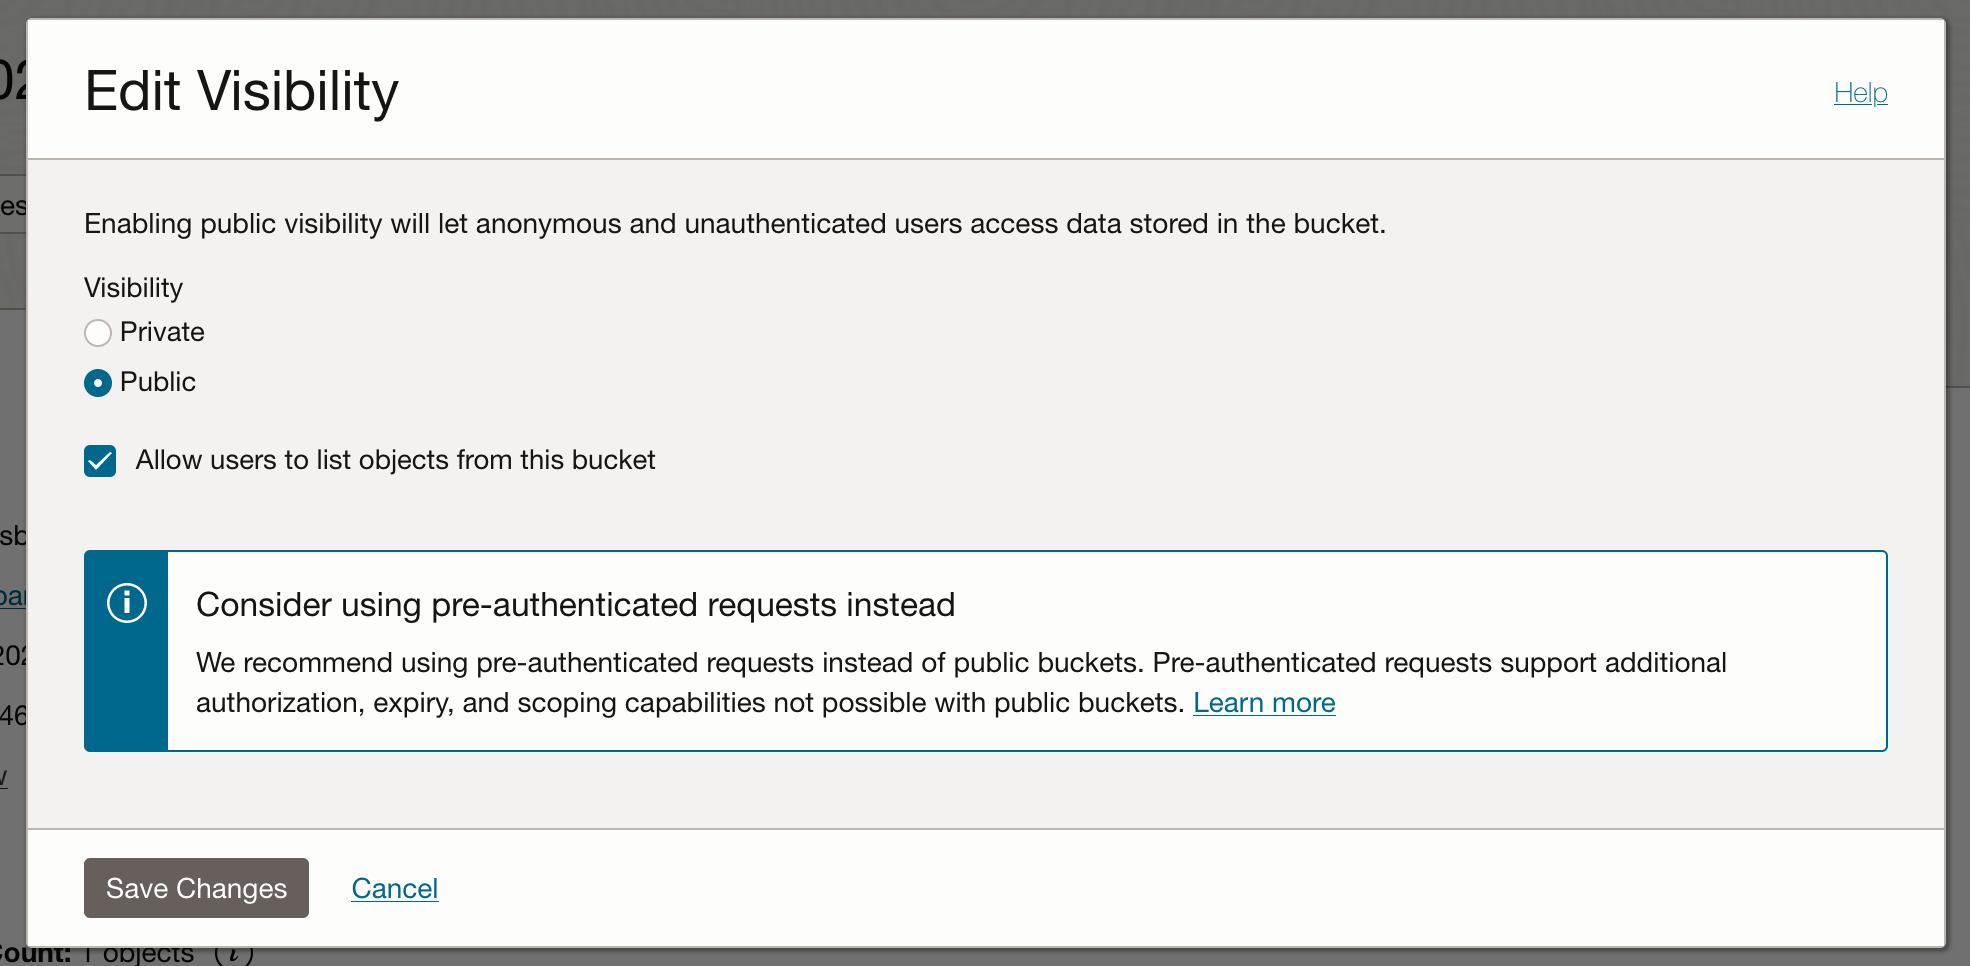 Edit Visibility
Help
Enabling public visibility will let anonymous and unauthenticated users access data stored in the bucket.
Visibility
Private
Public
Allow users to list objects from this bucket
Consider using pre-authenticated requests instead
We recommend using pre-authenticated requests instead of public buckets. Pre-authenticated requests support additional
authorization, expiry, and scoping capabilities not possible with public buckets. Learn more
Save Changes
Cancel
1 objects